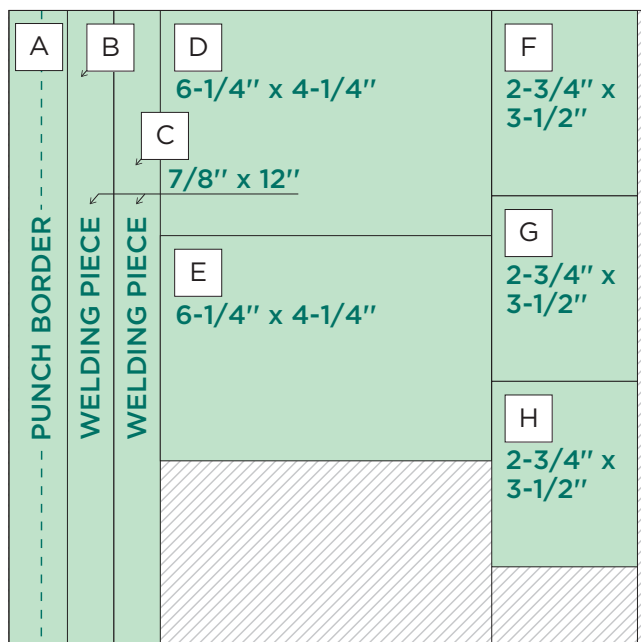 A
B
C
7/8" x 12"
PUNCH BORDER
WELDING PIECE
WELDING PIECE
D
6-1/4" x 4-1/4"
E
6-1/4" x 4-1/4"
F
2-3/4" x
3-1/2"
G
2-3/4" x
3-1/2"
H
2-3/4" x
3-1/2"